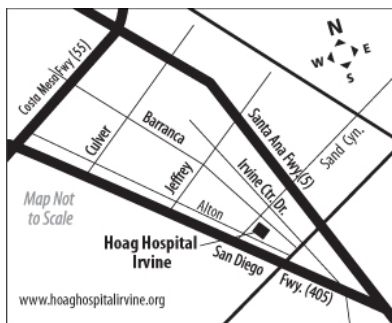 N
W E
S
Costa Mesa Fwy (55)
Culver
Barranca
Jeffrey
Santa Ana Fwy(5)
Sand Cyn.
Irvine Ctr. Dr.
Alton
Map Not
to Scale
Hoag Hospital
Irvine
San Diego
Fwy. (405)
www.hoaghospitalirvine.org